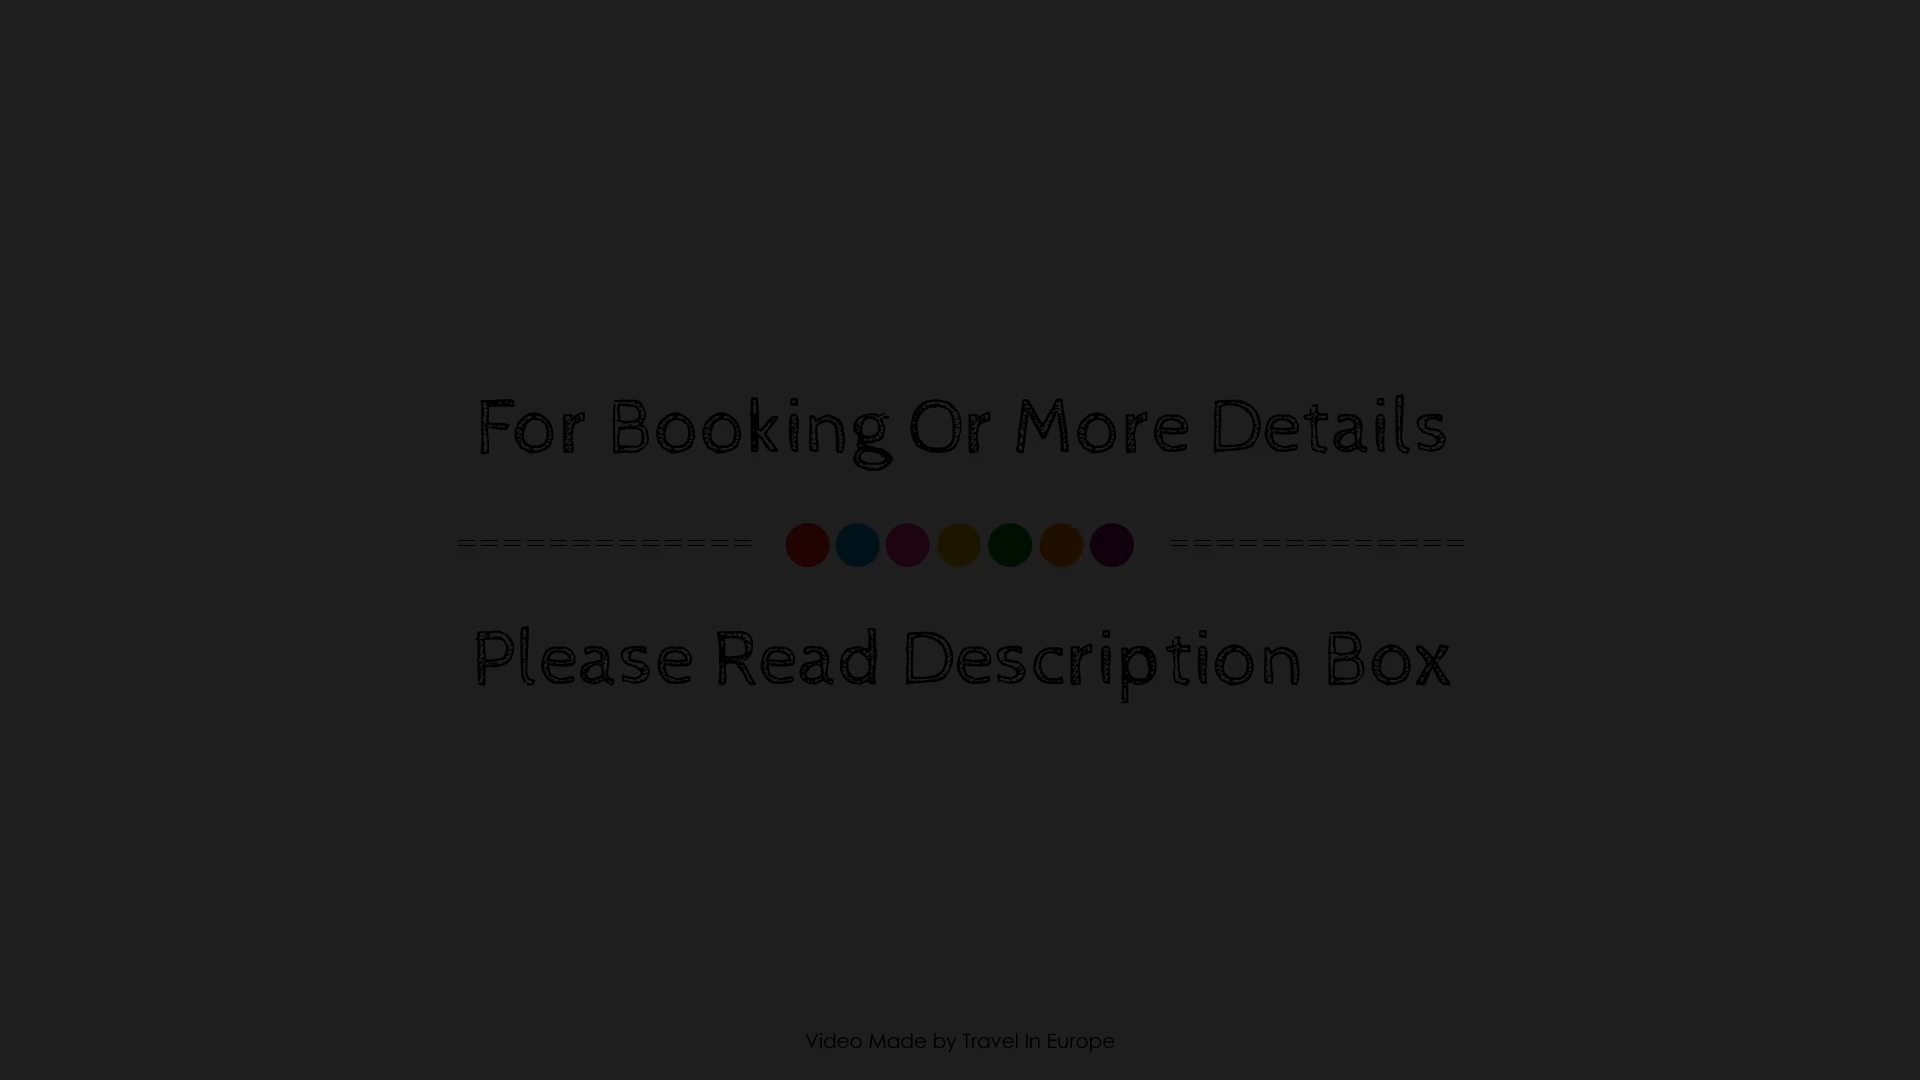 For Booking Or More Details
============= =============
Please Read Description Box
Video Made by Travel In Europe